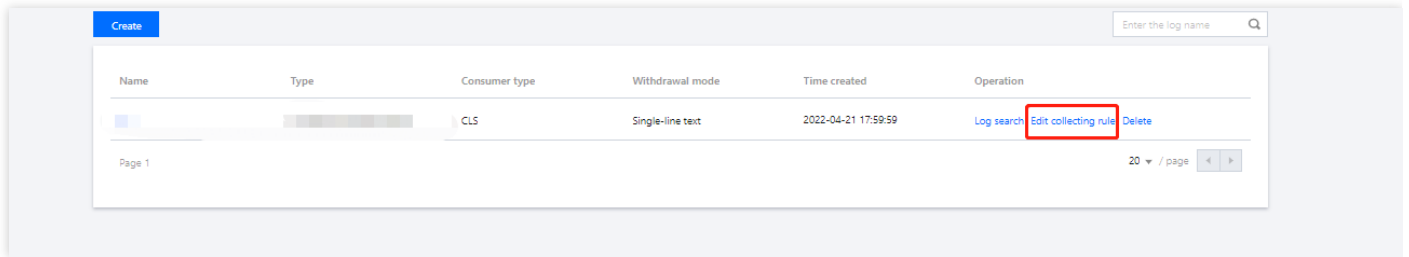 Create
Enter the log name
Name Type Consumer type Withdrawal mode Time created Operation
CLS Single-line text 2022-04-21 17:59:59 Log search Edit collecting rule Delete
Page 1 20 / page